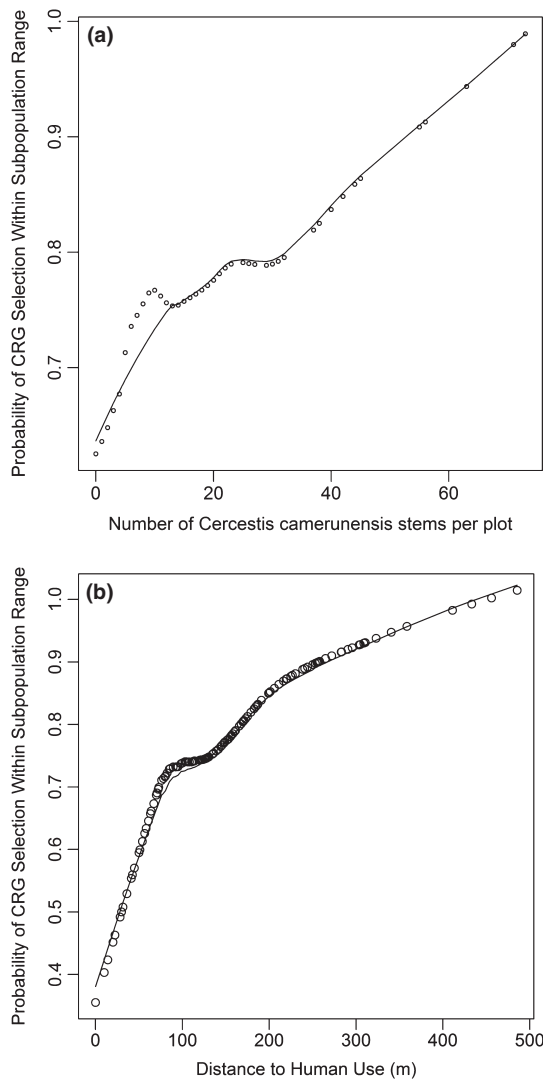 (a)
Probability of CRG Selection Within Subpopulation Range
1.0
0.9
0.8
0.7
0 20 40 60
Number of Cercestis camerunensis stems per plot
(b)
Probability of CRG Selection Within Subpopulation Range
1.0
0.9
0.8
0.7
0.6
0.5
0.4
0 100 200 300 400 500
Distance to Human Use (m)